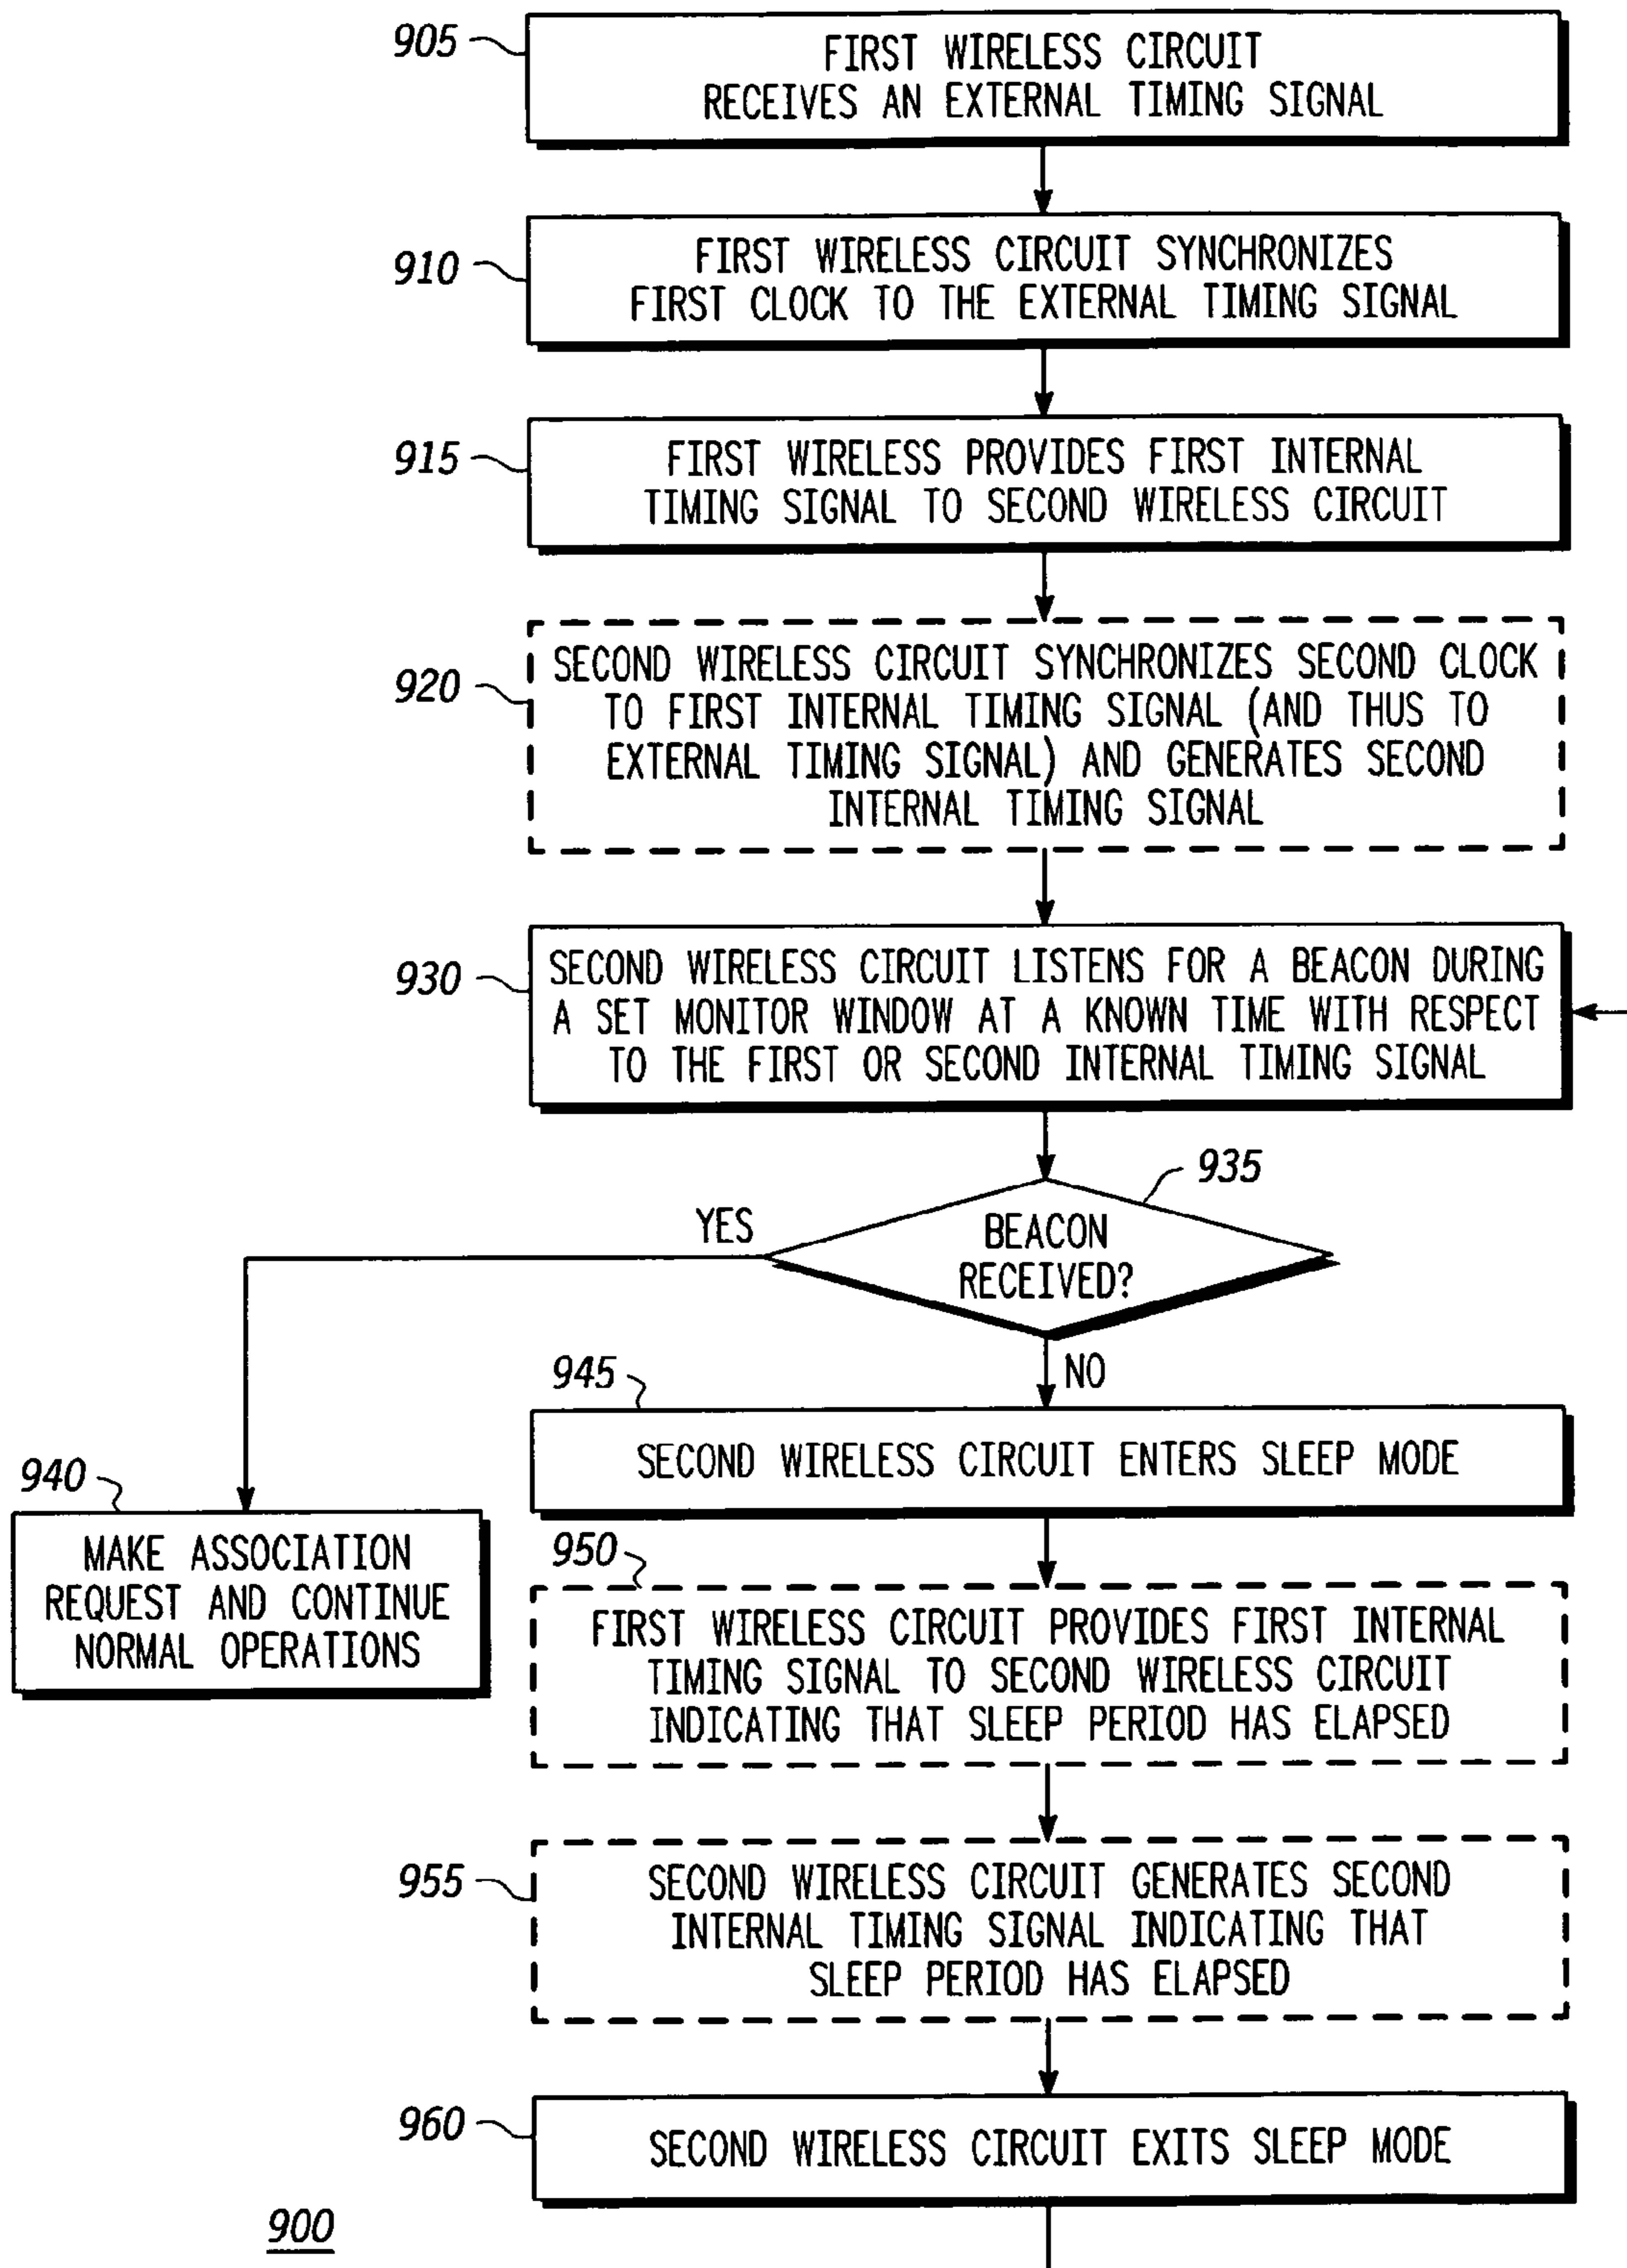 905
FIRST WIRELESS CIRCUIT
RECEIVES AN EXTERNAL TIMING SIGNAL
910
FIRST WIRELESS CIRCUIT SYNCHRONIZES
FIRST CLOCK TO THE EXTERNAL TIMING SIGNAL
915
FIRST WIRELESS PROVIDES FIRST INTERNAL
TIMING SIGNAL TO SECOND WIRELESS CIRCUIT
920
SECOND WIRELESS CIRCUIT SYNCHRONIZES SECOND CLOCK
TO FIRST INTERNAL TIMING SIGNAL (AND THUS TO
EXTERNAL TIMING SIGNAL) AND GENERATES SECOND
INTERNAL TIMING SIGNAL
930
SECOND WIRELESS CIRCUIT LISTENS FOR A BEACON DURING
A SET MONITOR WINDOW AT A KNOWN TIME WITH RESPECT
TO THE FIRST OR SECOND INTERNAL TIMING SIGNAL
935
BEACON
RECEIVED?
YES
NO
940
MAKE ASSOCIATION
REQUEST AND CONTINUE
NORMAL OPERATIONS
945
SECOND WIRELESS CIRCUIT ENTERS SLEEP MODE
950
FIRST WIRELESS CIRCUIT PROVIDES FIRST INTERNAL
TIMING SIGNAL TO SECOND WIRELESS CIRCUIT
INDICATING THAT SLEEP PERIOD HAS ELAPSED
955
SECOND WIRELESS CIRCUIT GENERATES SECOND
INTERNAL TIMING SIGNAL INDICATING THAT
SLEEP PERIOD HAS ELAPSED
960
SECOND WIRELESS CIRCUIT EXITS SLEEP MODE
900